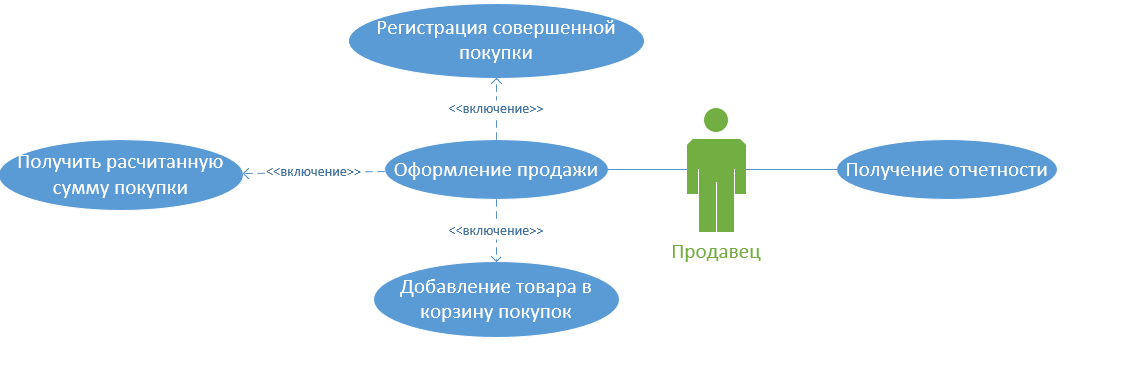 Регистрация совершенной
покупки
<<включение>>
Получить расчитанную
сумму покупки
<<включение>>
Оформление продажи
Получение отчетности
<<включение>>
Продавец
Добавление товара в
корзину покупок